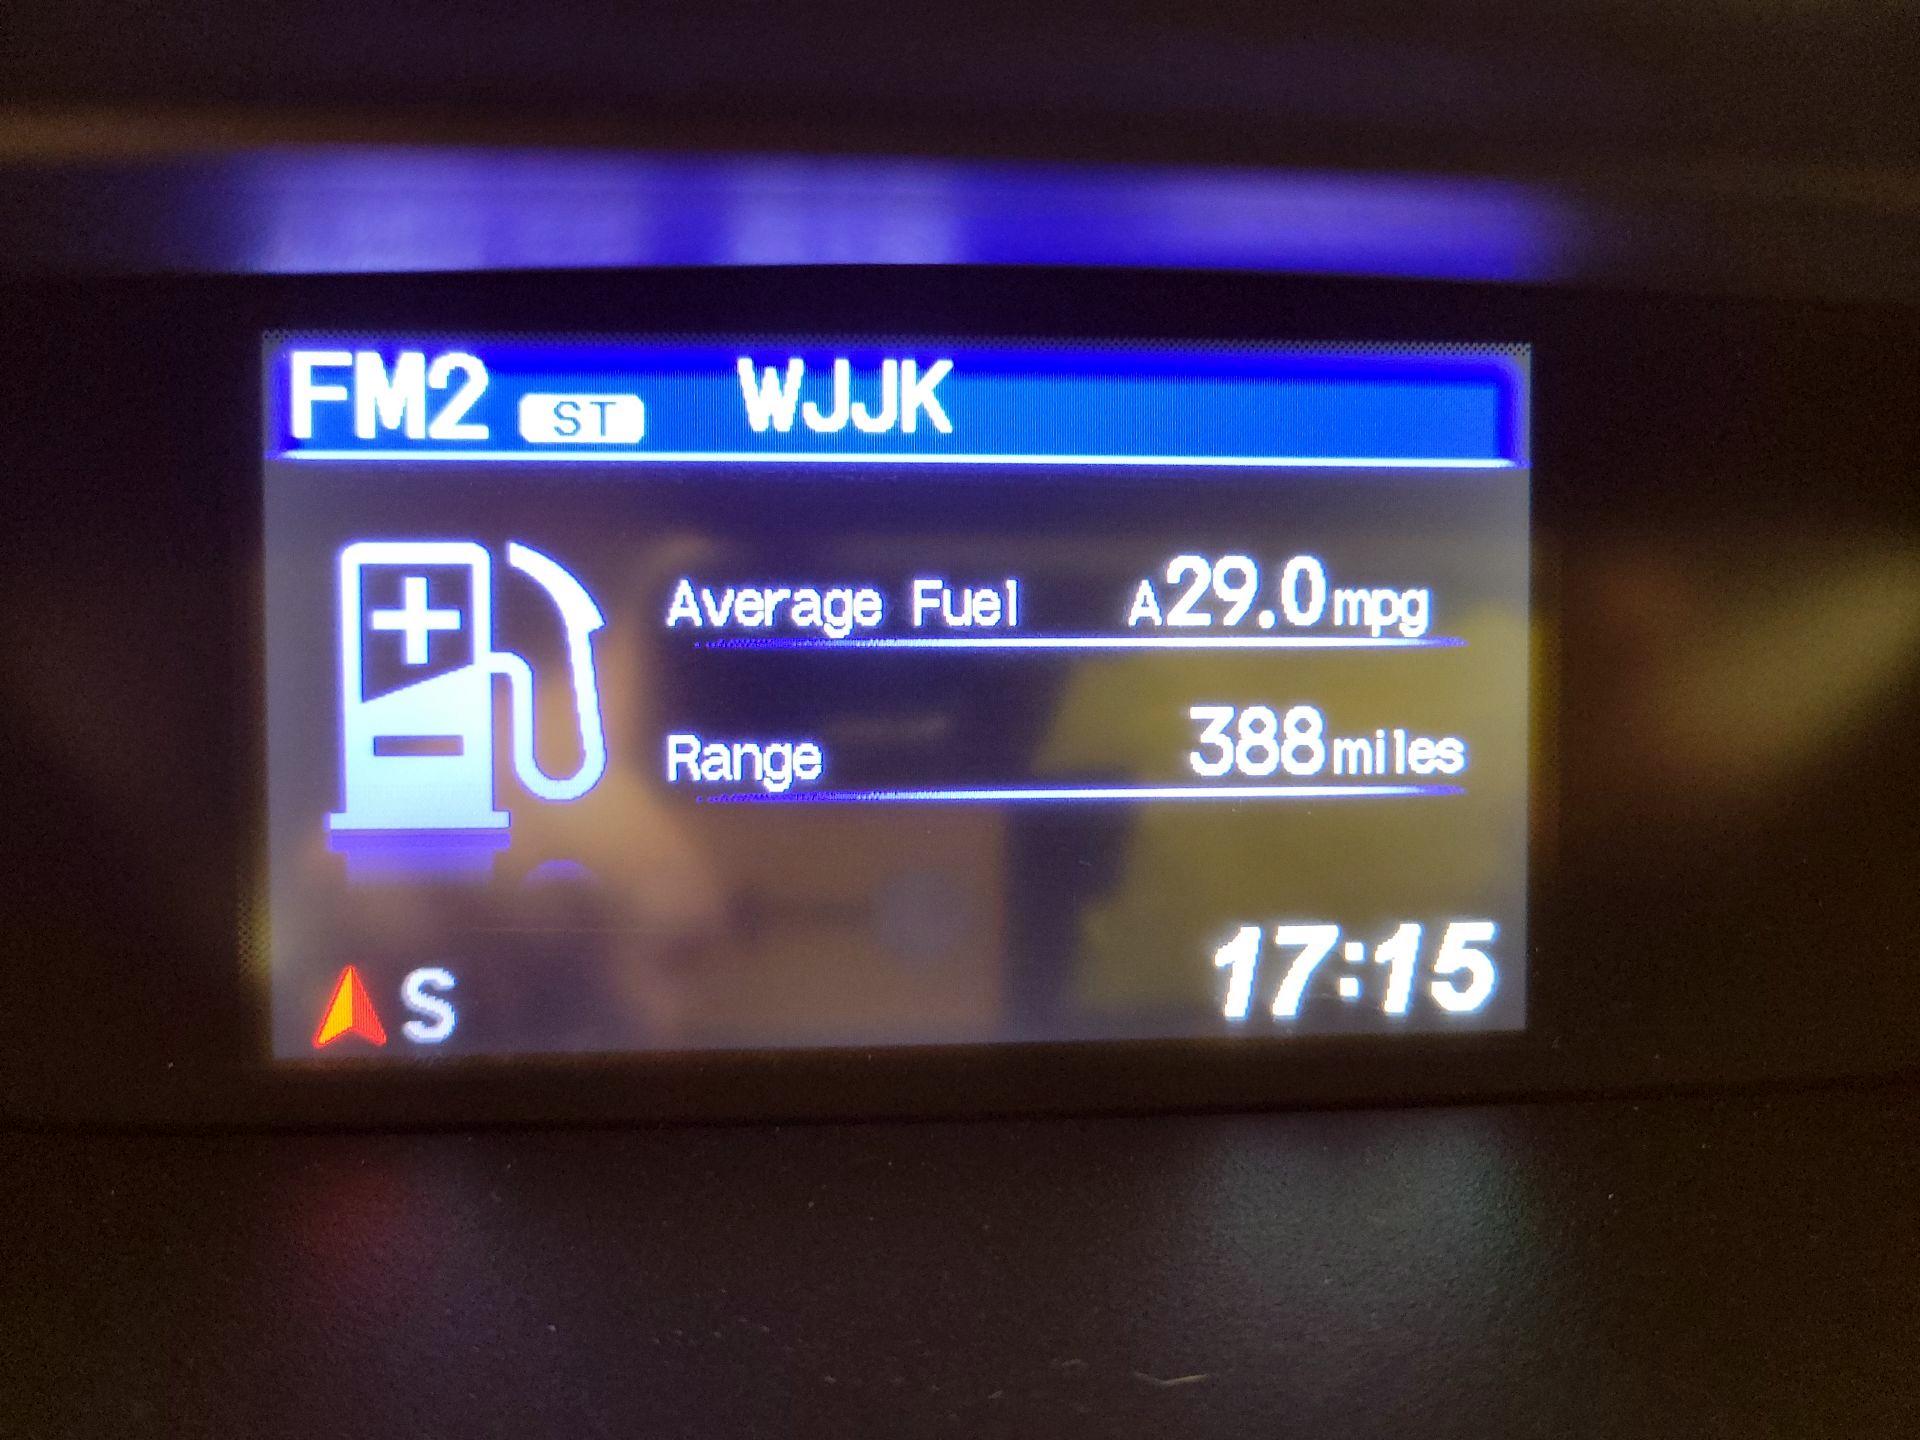 FM2 ST WJJK
Average Fuel A29.0mpg
Range 388miles
S 17:15